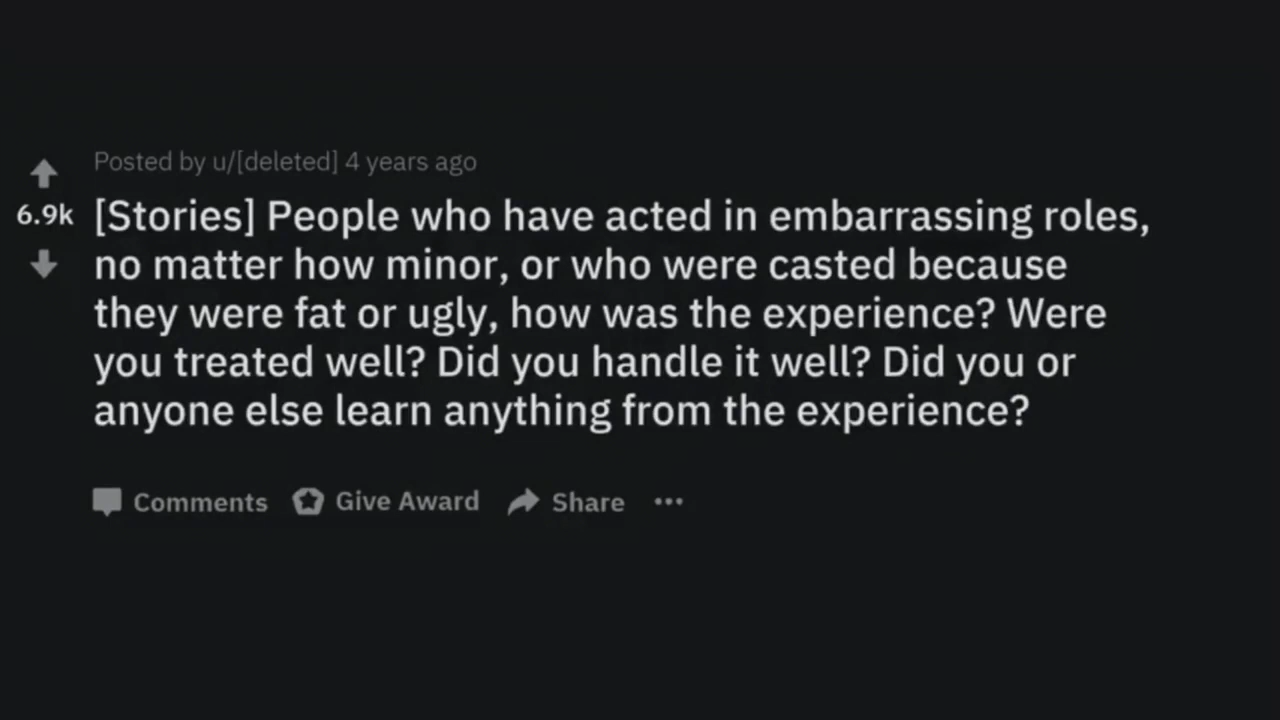 Posted by u/[deleted] 4 years ago
6.9k
[Stories] People who have acted in embarrassing roles,
no matter how minor, or who were casted because
they were fat or ugly, how was the experience? Were
you treated well? Did you handle it well? Did you or
anyone else learn anything from the experience?
Comments Give Award Share